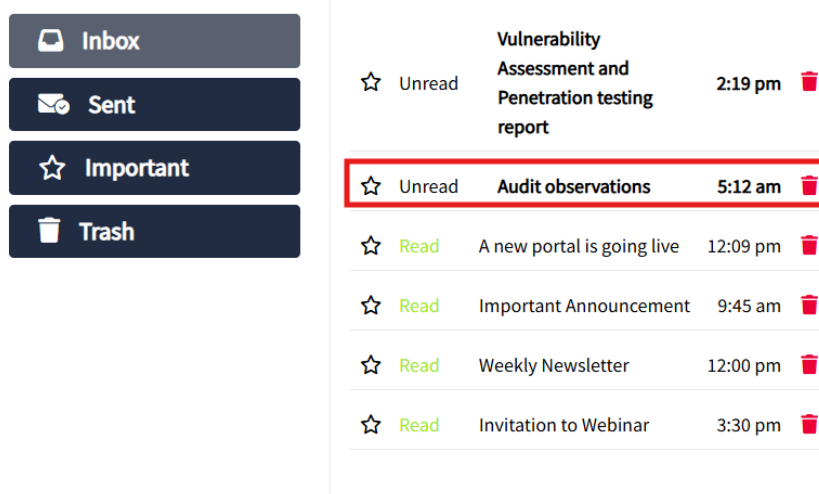 Inbox
Sent
Important
Trash
Vulnerability
Assessment and
Unread 2:19 pm
Penetration testing
report
Unread Audit observations 5:12 am
Read A new portal is going live 12:09 pm
Read Important Announcement 9:45 am
Read Weekly Newsletter 12:00 pm
Read Invitation to Webinar 3:30 pm